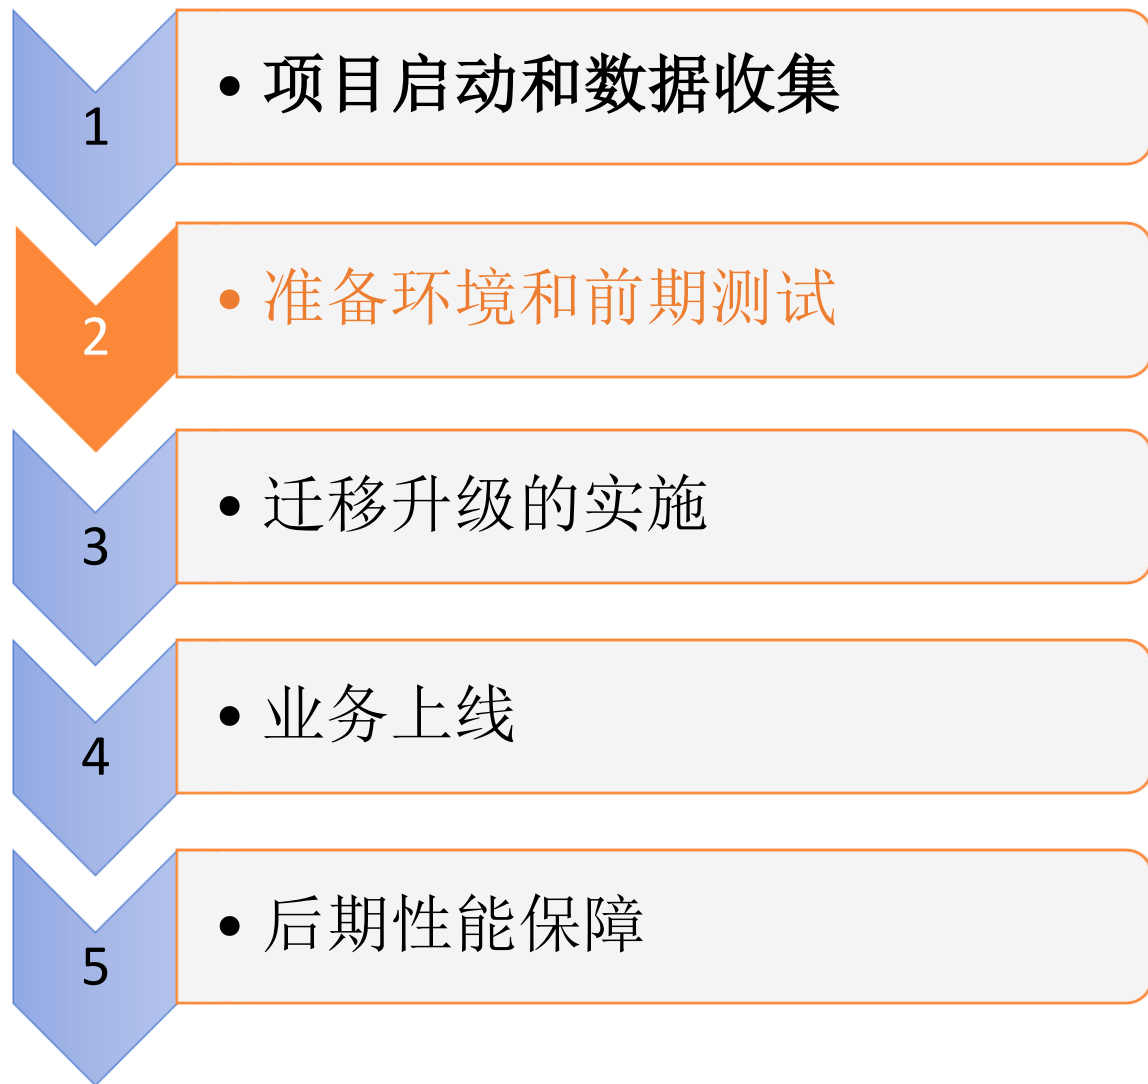 1
• 项目启动和数据收集
2
• 准备环境和前期测试
3
• 迁移升级的实施
4
• 业务上线
5
• 后期性能保障